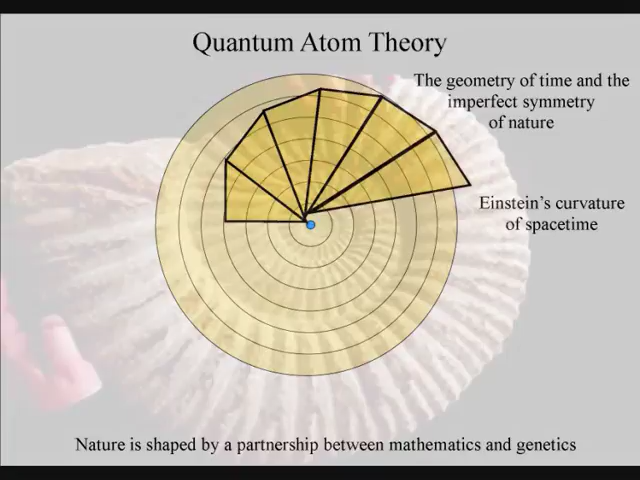 Quantum Atom Theory
The geometry of time and the
imperfect symmetry
of nature
Einstein's curvature
of spacetime
Nature is shaped by a partnership between mathematics and genetics